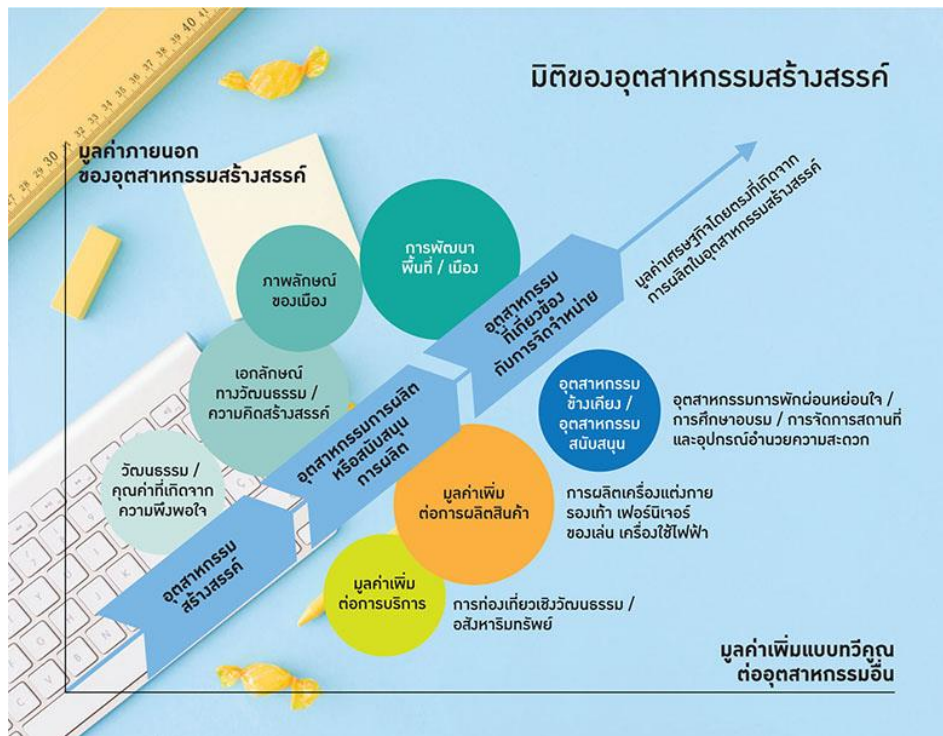 มิติของอุตสาหกรรมสร้างสรรค์
มูลค่าภายนอก
ของอุตสาหกรรมสร้างสรรค์
การพัฒนา
พื้นที่ / เมือง
ภาพลักษณ์
ของเมือง
เอกลักษณ์
ทางวัฒนธรรม /
ความคิดสร้างสรรค์
วัฒนธรรม /
คุณค่าที่เกิดจาก
ความพึงพอใจ
อุตสาหกรรม
สร้างสรรค์
อุตสาหกรรมการผลิต
หรือสนับสนุน
การผลิต
อุตสาหกรรม
ที่เกี่ยวข้อง
กับการจัดจำหน่าย
มูลค่าเศรษฐกิจโดยตรงที่เกิดจาก
การผลิตในอุตสาหกรรมสร้างสรรค์
อุตสาหกรรม
ข้างเคียง /
อุตสาหกรรม
สนับสนุน
อุตสาหกรรมการพักผ่อนหย่อนใจ /
การศึกษาอบรม / การจัดการสถานที่
และอุปกรณ์อำนวยความสะดวก
มูลค่าเพิ่ม
ต่อการผลิตสินค้า
การผลิตเครื่องแต่งกาย
รองเท้า เฟอร์นิเจอร์
ของเล่น เครื่องใช้ไฟฟ้า
มูลค่าเพิ่ม
ต่อการบริการ
การท่องเที่ยวเชิงวัฒนธรรม /
อสังหาริมทรัพย์
มูลค่าเพิ่มแบบทวีคูณ
ต่ออุตสาหกรรมอื่น